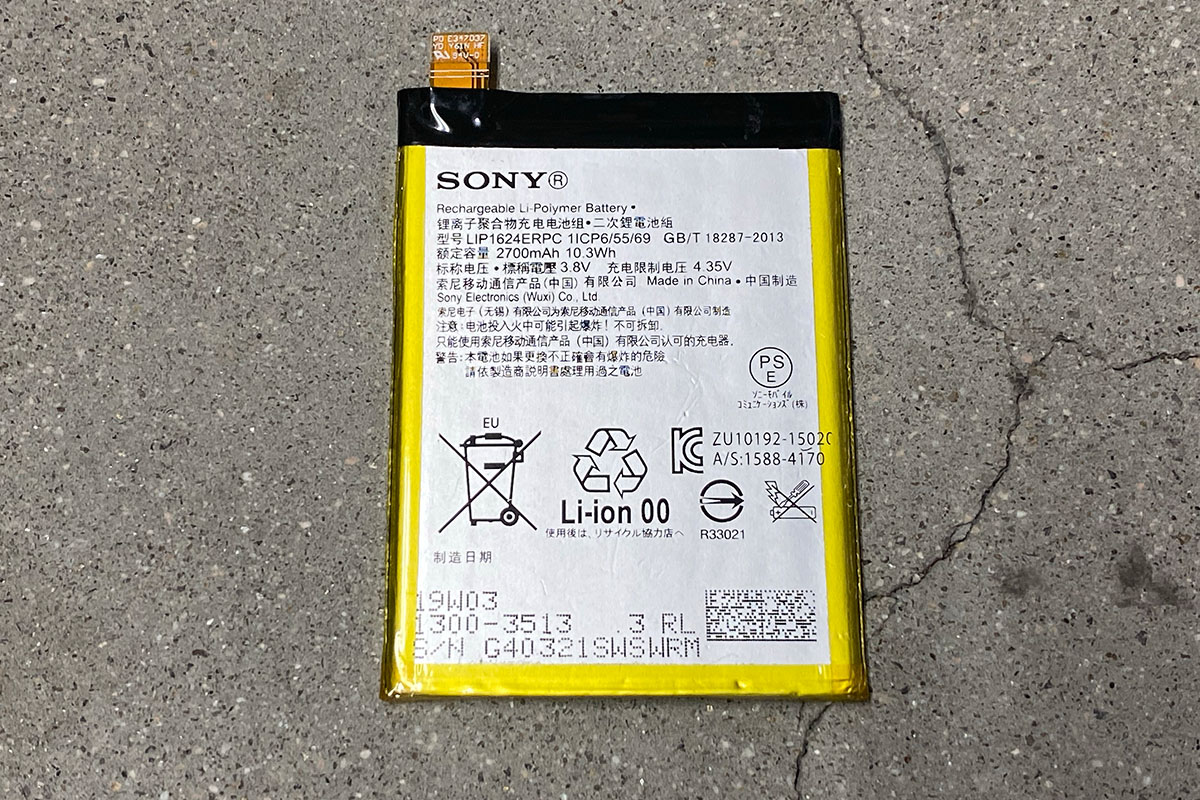 PD E347037
YD Y61N HF
94V-0
SONY®
Rechargeable Li-Polymer Battery •
锂离子聚合物充电电池组•二次鋰電池組
型号 LIP1624ERPC 1ICP6/55/69 GB/T 18287-2013
额定容量 2700mAh 10.3Wh
标称电压•標稱電壓 3.8V 充电限制电压 4.35V
索尼移动通信产品(中国)有限公司 Made in China • 中国制造
Sony Electronics (Wuxi) Co., Ltd.
索尼电子(无锡)有限公司为索尼移动通信产品(中国)有限公司制造
注意:电池投入火中可能引起爆炸!不可拆卸.
只能使用索尼移动通信产品(中国)有限公司认可的充电器.
警告:本電池如果更換不正確會有爆炸的危險
請依製造商說明書處理用過之電池
PS
E
ソニーモバイル
コミュニケーションズ(株)
EU
ZU10192-1502
A/S:1588-4170
Li-ion 00
使用後は、リサイクル協力店へ
R33021
制造日期
19W03
1300-3513 .3 RL
S/N G40321SWSWRM